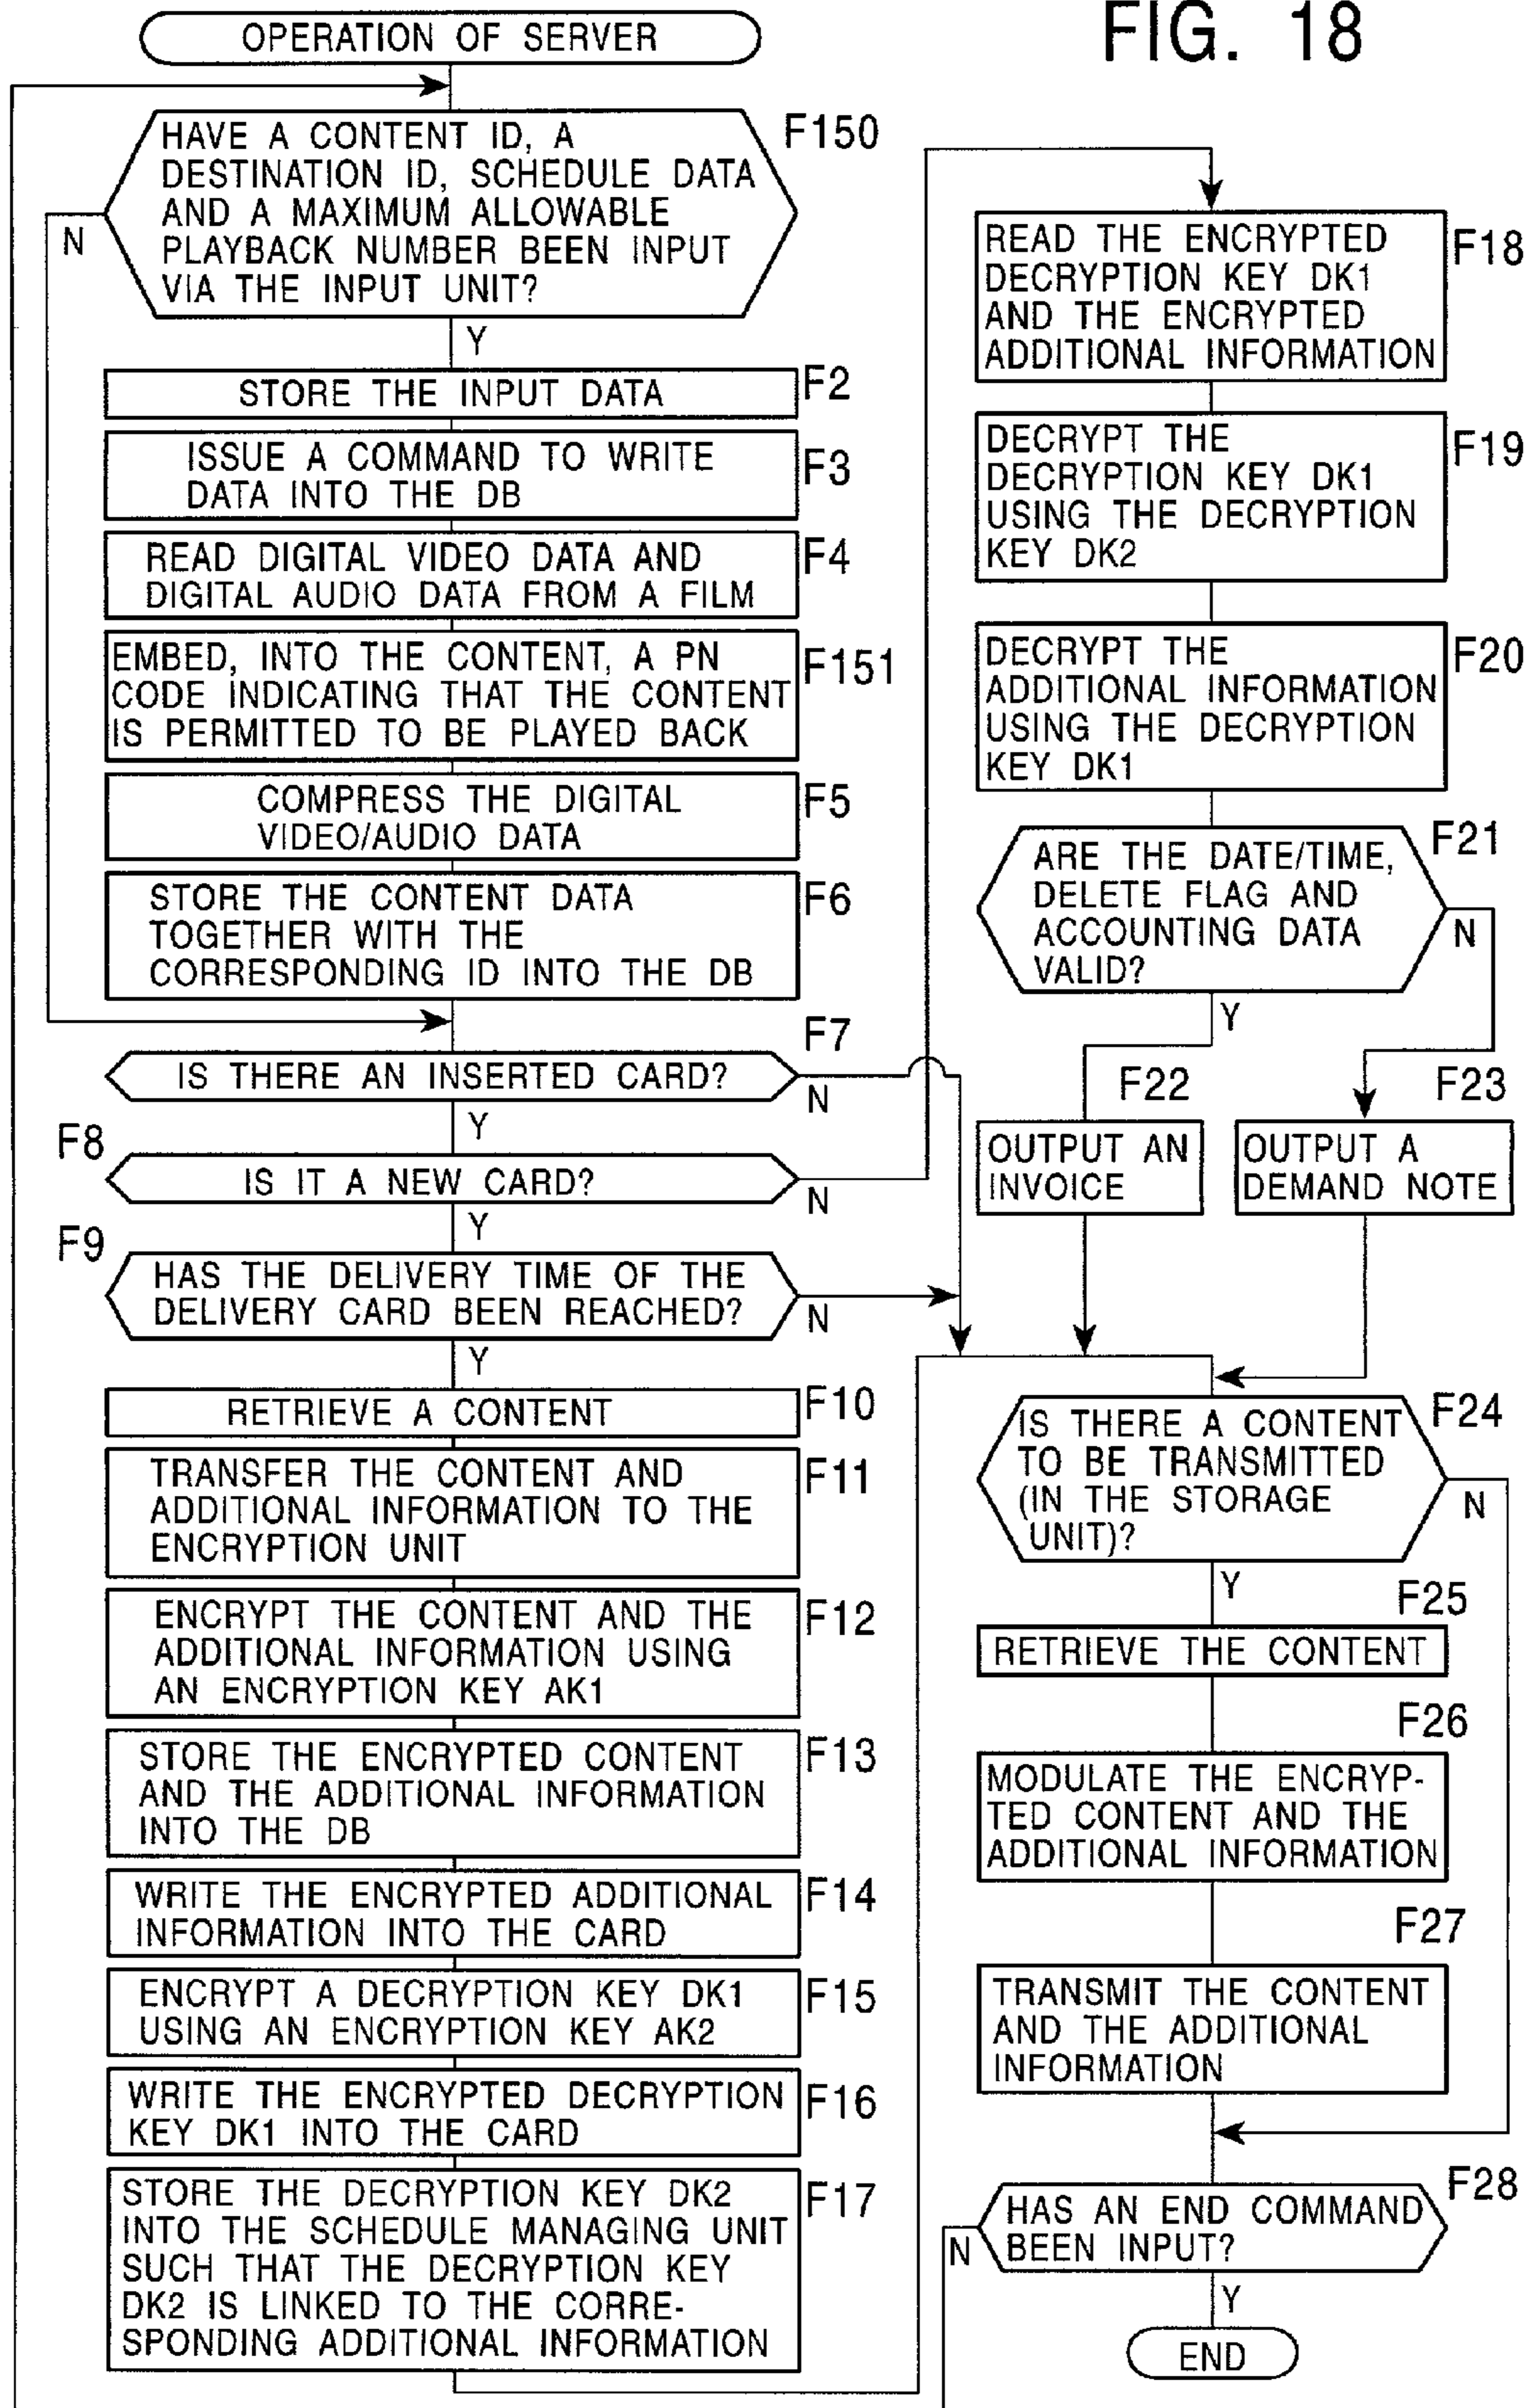 FIG. 18
OPERATION OF SERVER
HAVE A CONTENT ID, A
DESTINATION ID, SCHEDULE DATA
AND A MAXIMUM ALLOWABLE
PLAYBACK NUMBER BEEN INPUT
VIA THE INPUT UNIT?
F150
N
Y
STORE THE INPUT DATA
F2
ISSUE A COMMAND TO WRITE
DATA INTO THE DB
F3
READ DIGITAL VIDEO DATA AND
DIGITAL AUDIO DATA FROM A FILM
F4
EMBED, INTO THE CONTENT, A PN
CODE INDICATING THAT THE CONTENT
IS PERMITTED TO BE PLAYED BACK
F151
COMPRESS THE DIGITAL
VIDEO/AUDIO DATA
F5
STORE THE CONTENT DATA
TOGETHER WITH THE
CORRESPONDING ID INTO THE DB
F6
F7
IS THERE AN INSERTED CARD?
N
Y
F8
IS IT A NEW CARD?
N
Y
F9
HAS THE DELIVERY TIME OF THE
DELIVERY CARD BEEN REACHED?
N
Y
RETRIEVE A CONTENT
F10
TRANSFER THE CONTENT AND
ADDITIONAL INFORMATION TO THE
ENCRYPTION UNIT
F11
ENCRYPT THE CONTENT AND THE
ADDITIONAL INFORMATION USING
AN ENCRYPTION KEY AK1
F12
STORE THE ENCRYPTED CONTENT
AND THE ADDITIONAL INFORMATION
INTO THE DB
F13
WRITE THE ENCRYPTED ADDITIONAL
INFORMATION INTO THE CARD
F14
ENCRYPT A DECRYPTION KEY DK1
USING AN ENCRYPTION KEY AK2
F15
WRITE THE ENCRYPTED DECRYPTION
KEY DK1 INTO THE CARD
F16
STORE THE DECRYPTION KEY DK2
INTO THE SCHEDULE MANAGING UNIT
SUCH THAT THE DECRYPTION KEY
DK2 IS LINKED TO THE CORRE-
SPONDING ADDITIONAL INFORMATION
F17
READ THE ENCRYPTED
DECRYPTION KEY DK1
AND THE ENCRYPTED
ADDITIONAL INFORMATION
F18
DECRYPT THE
DECRYPTION KEY DK1
USING THE DECRYPTION
KEY DK2
F19
DECRYPT THE
ADDITIONAL INFORMATION
USING THE DECRYPTION
KEY DK1
F20
ARE THE DATE/TIME,
DELETE FLAG AND
ACCOUNTING DATA
VALID?
F21
N
Y
F22
OUTPUT AN
INVOICE
F23
OUTPUT A
DEMAND NOTE
IS THERE A CONTENT
TO BE TRANSMITTED
(IN THE STORAGE
UNIT)?
F24
N
Y
F25
RETRIEVE THE CONTENT
F26
MODULATE THE ENCRYP-
TED CONTENT AND THE
ADDITIONAL INFORMATION
F27
TRANSMIT THE CONTENT
AND THE ADDITIONAL
INFORMATION
F28
HAS AN END COMMAND
BEEN INPUT?
N
Y
END